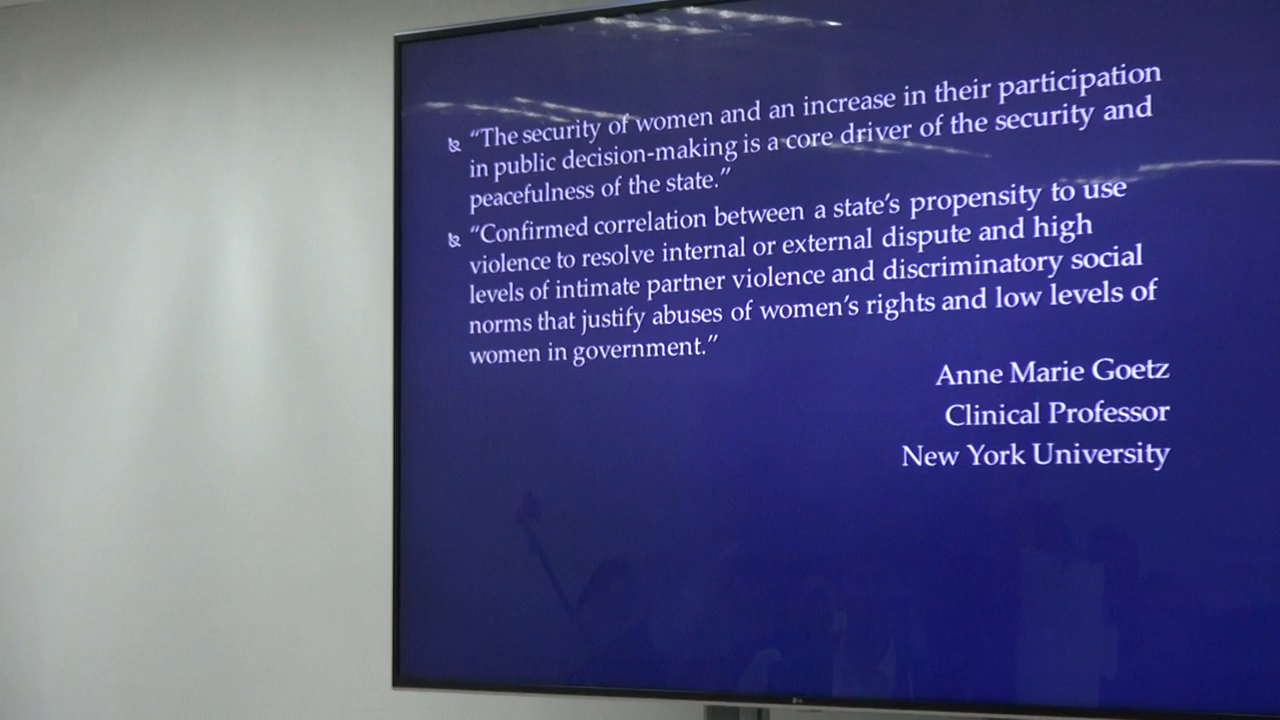 "The security of women and an increase in their participation
in public decision-making is a core driver of the security and
peacefulness of the state."
"Confirmed correlation between a state's propensity to use
violence to resolve internal or external dispute and high
levels of intimate partner violence and discriminatory social
norms that justify abuses of women's rights and low levels of
women in government."
Anne Marie Goetz
Clinical Professor
New York University
LG